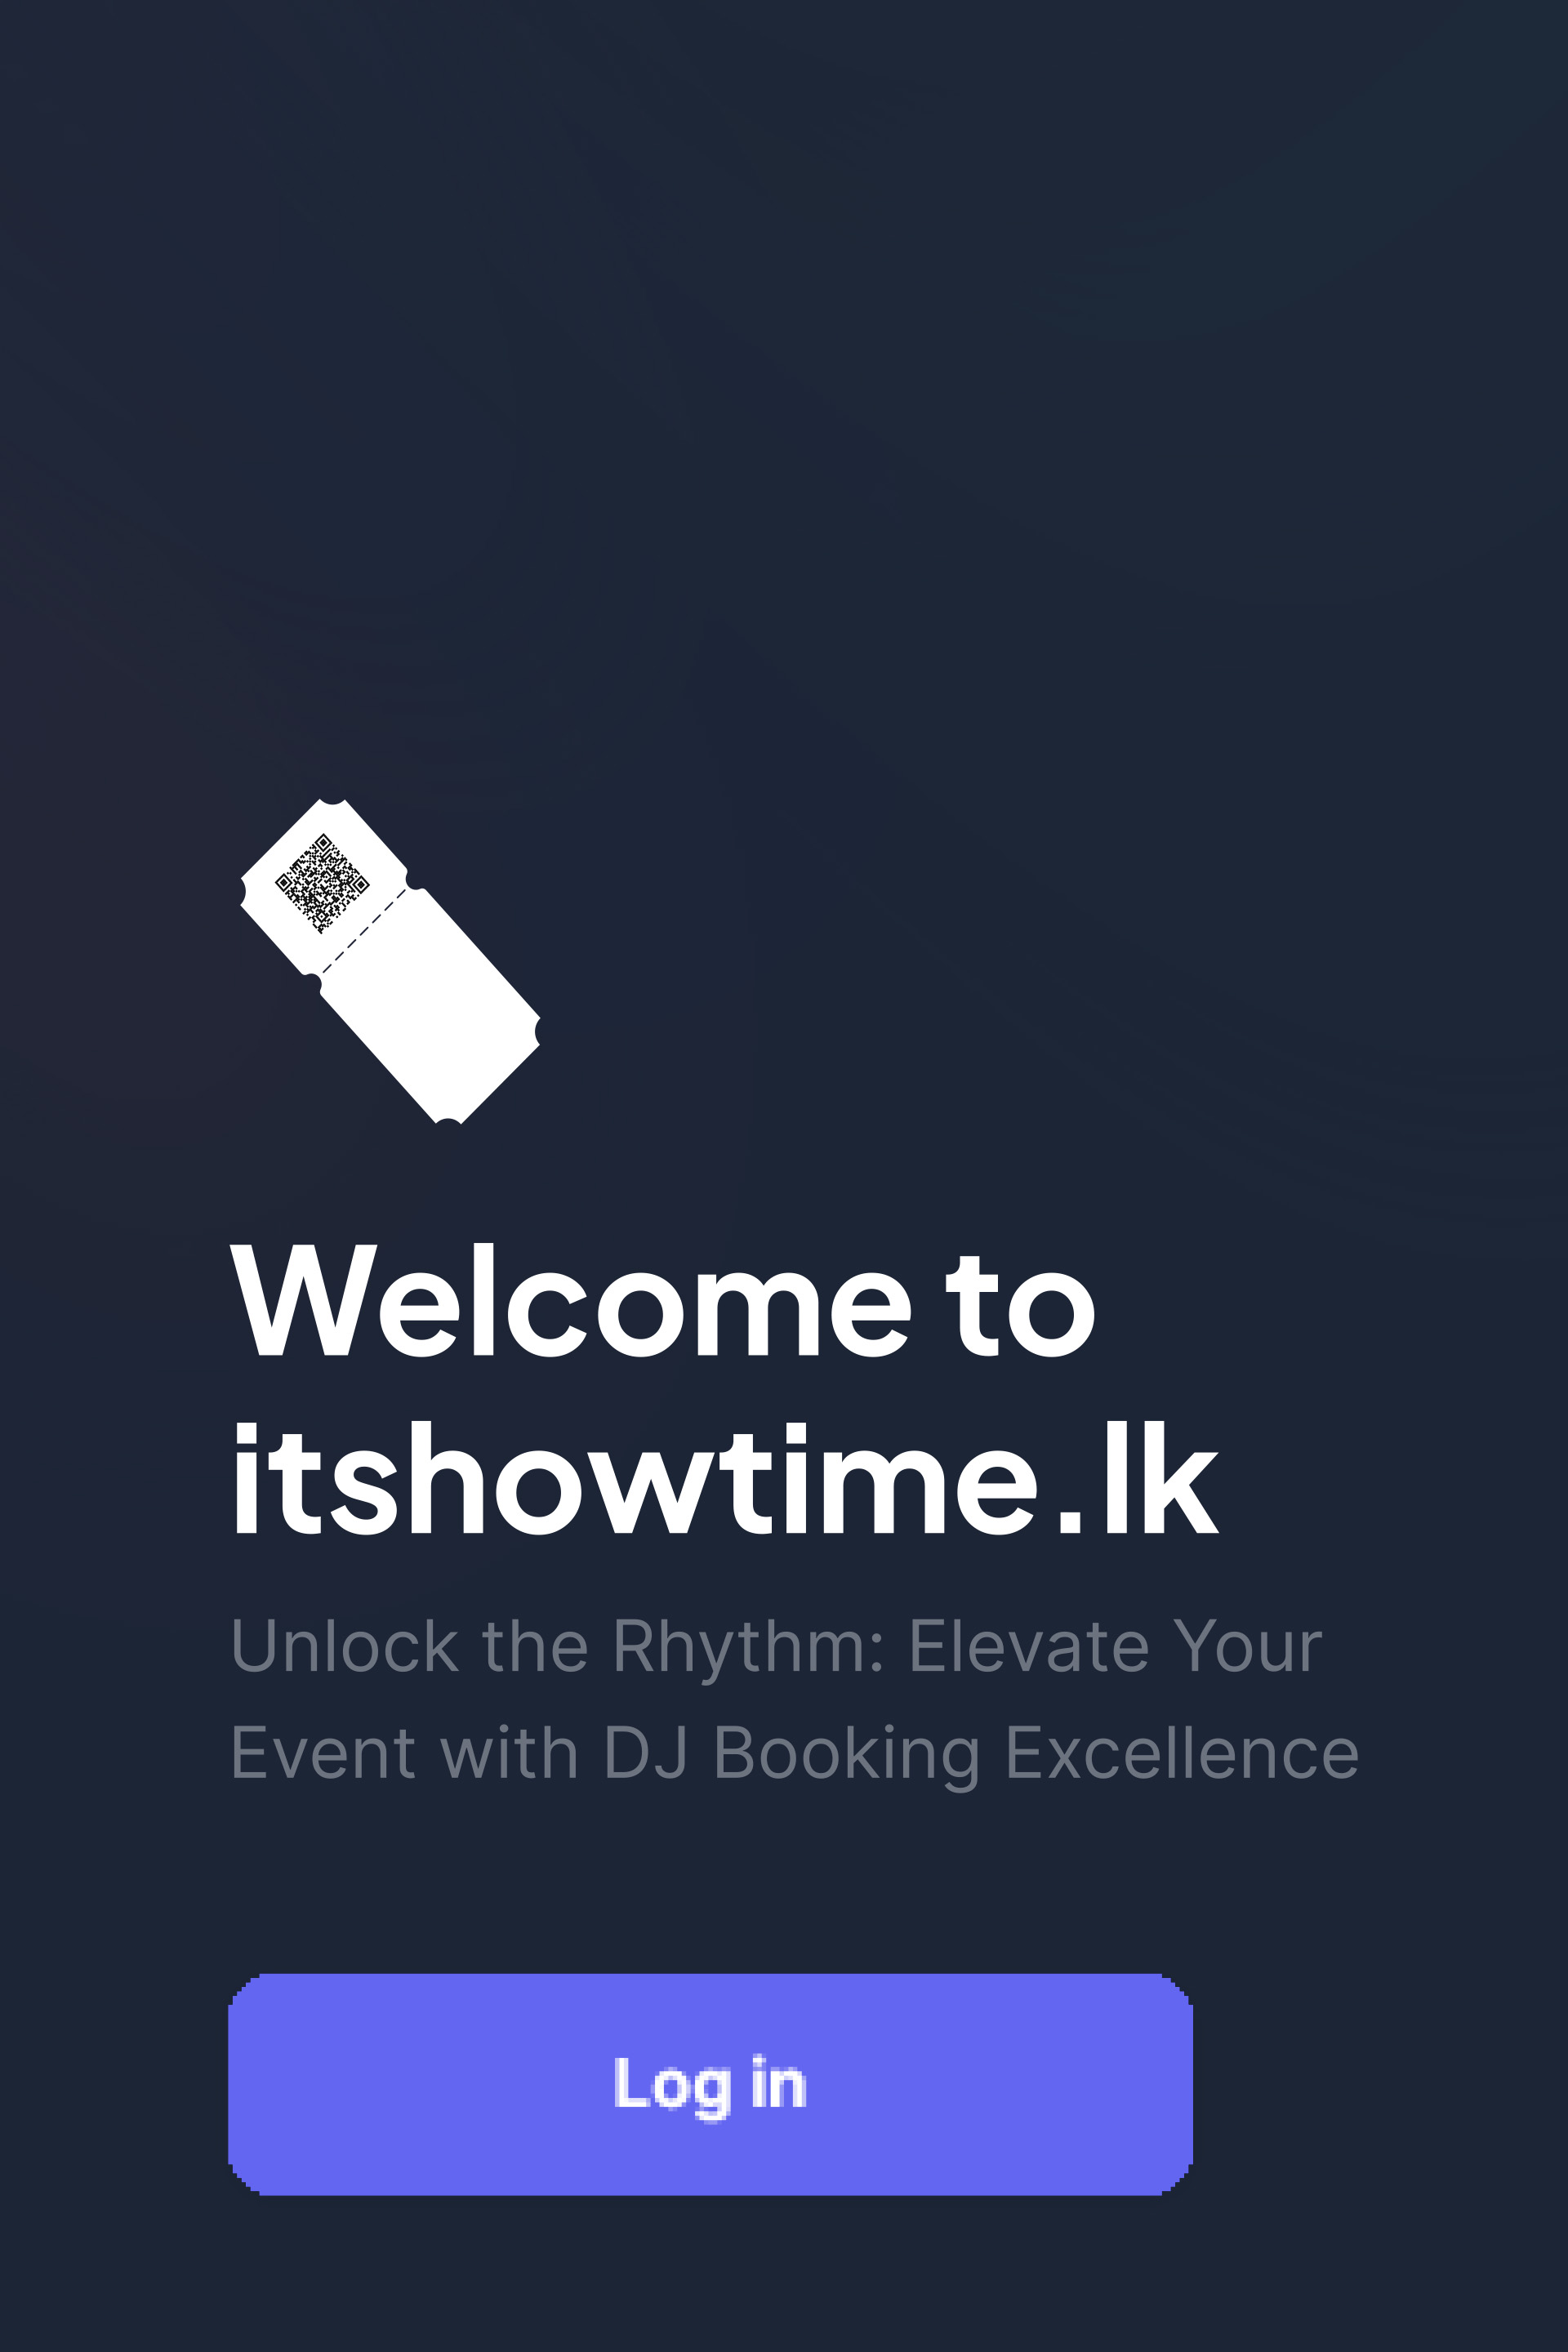 Welcome to
itshowtime.lk
Unlock the Rhythm: Elevate Your
Event with DJ Booking Excellence
Log in